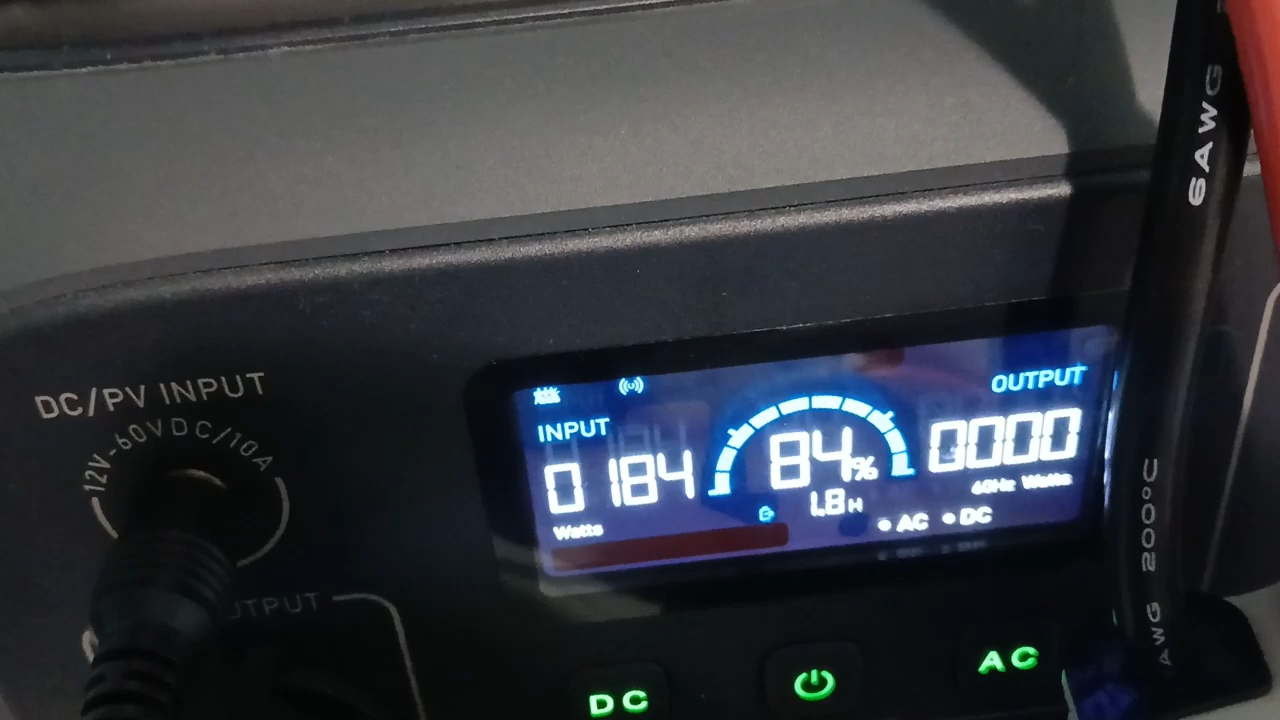 DC/PV INPUT
12V-60VDC/10A
OUTPUT
INPUT
0184
Watts
84%
1.8H
OUTPUT
0000
60Hz Watts
AC DC
DC
AC
6AWG
AWG 200°C